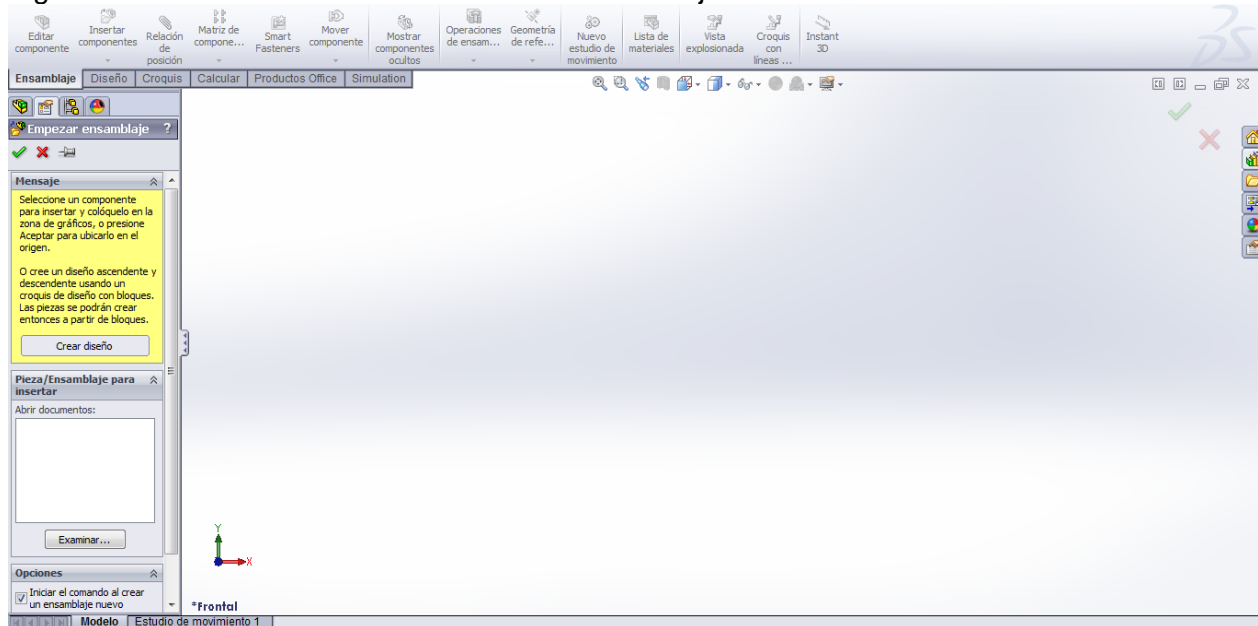 Editar
componente
Insertar
componentes
Relación
de
posición
Matriz de
compone...
Smart
Fasteners
Mover
componente
Mostrar
componentes
ocultos
Operaciones
de ensam...
Geometría
de refe...
Nuevo
estudio de
movimiento
Lista de
materiales
Vista
explosionada
Croquis
con
líneas ...
Instant
3D
Ensamblaje Diseño Croquis Calcular Productos Office Simulation
Empezar ensamblaje ?
Mensaje
Seleccione un componente
para insertar y colóquelo en la
zona de gráficos, o presione
Aceptar para ubicarlo en el
origen.
O cree un diseño ascendente y
descendente usando un
croquis de diseño con bloques.
Las piezas se podrán crear
entonces a partir de bloques.
Crear diseño
Pieza/Ensamblaje para
insertar
Abrir documentos:
Examinar...
Opciones
Iniciar el comando al crear
un ensamblaje nuevo
Y
X
*Frontal
Modelo Estudio de movimiento 1